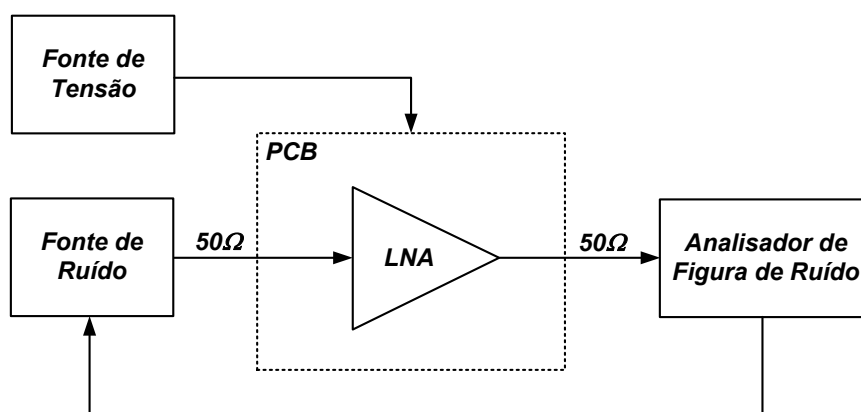 Fonte de
Tensão
PCB
Fonte de
Ruído
50Ω
LNA
50Ω
Analisador de
Figura de Ruído